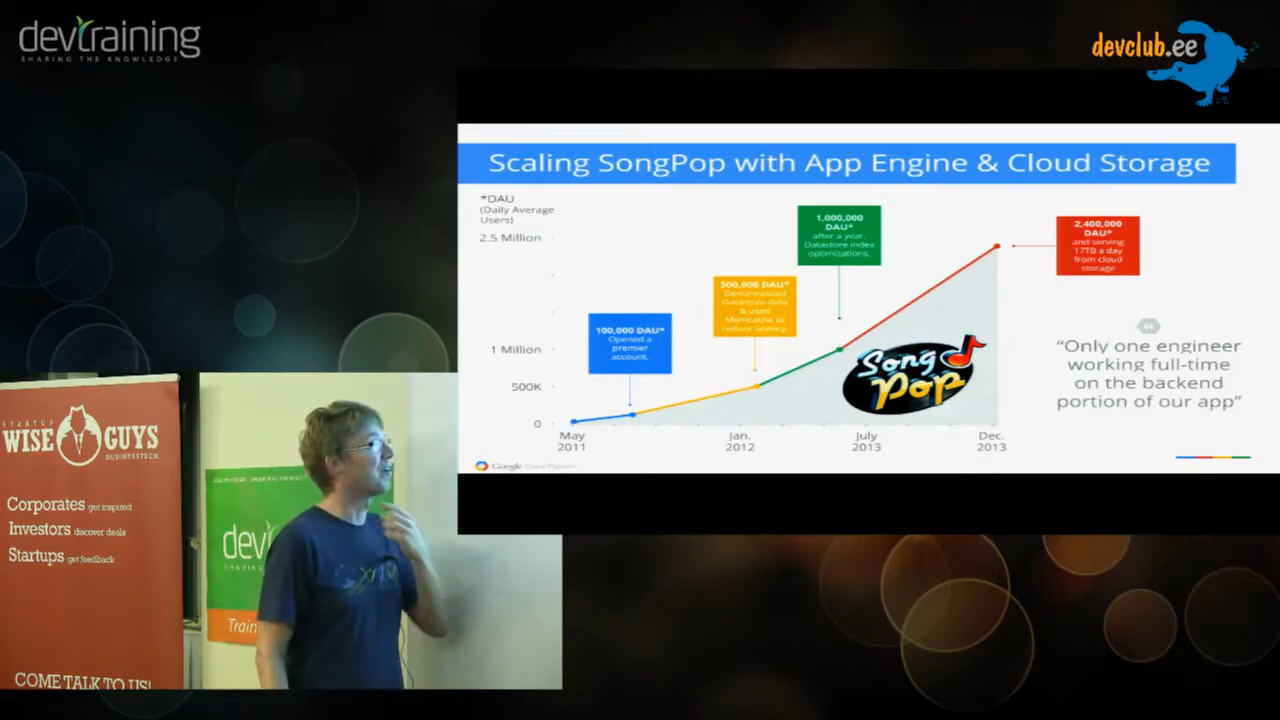 devtraining
SHARING THE KNOWLEDGE
devclub.ee
Scaling SongPop with App Engine & Cloud Storage
*DAU
(Daily Average
Users)
2.5 Million
1 Million
500K
0
100,000 DAU*
Opened a
premier
account.
500,000 DAU*
Denormalized
Datastore data
& used
Memcache to
reduce latency.
1,000,000
DAU*
after a year.
Datastore index
optimizations.
2,400,000
DAU*
and serving
17TB a day
from cloud
storage
Song
Pop
“Only one engineer
working full-time
on the backend
portion of our app”
May
2011
Jan.
2012
July
2013
Dec.
2013
Google Cloud Platform
STARTUP
WISE GUYS
BUSINESSTECH
Corporates get inspired
Investors discover deals
Startups get feedback
COME TALK TO US!
dev
SHARING
Train